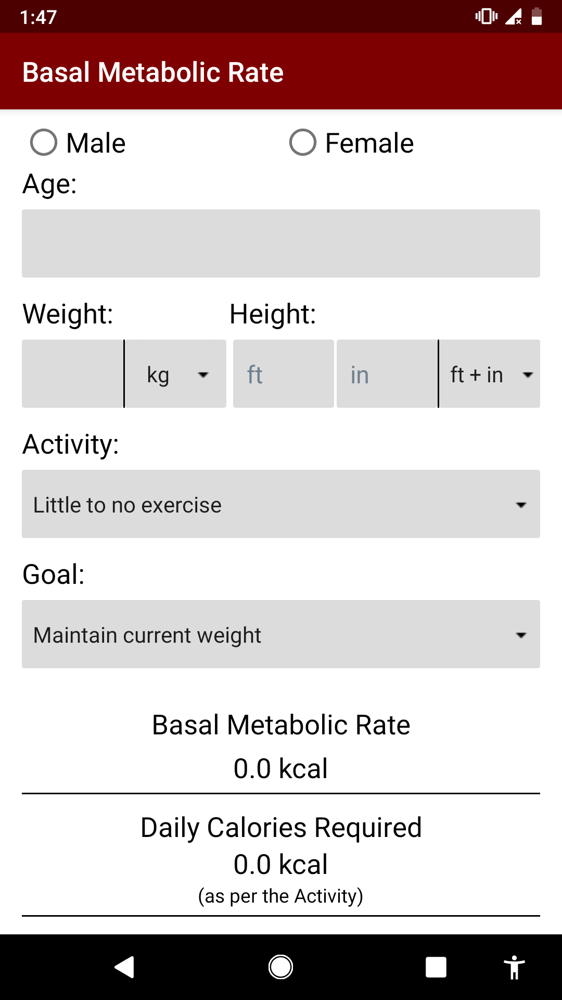 1:47
Basal Metabolic Rate
Male Female
Age:
Weight: Height:
kg ft in ft + in
Activity:
Little to no exercise
Goal:
Maintain current weight
Basal Metabolic Rate
0.0 kcal
Daily Calories Required
0.0 kcal
(as per the Activity)